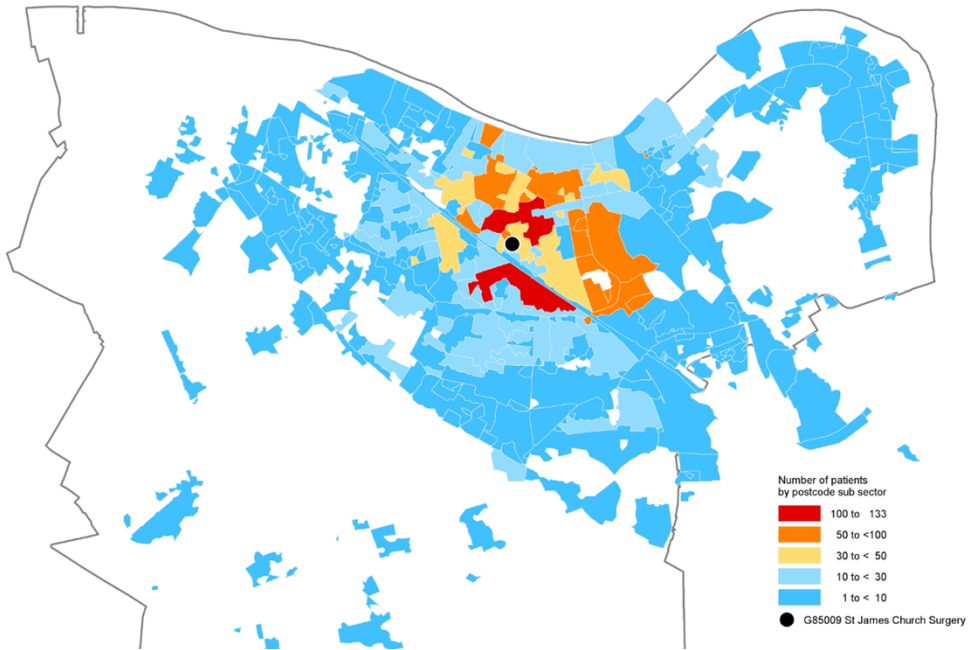 Number of patients
by postcode sub sector
100 to 133
50 to <100
30 to < 50
10 to < 30
1 to < 10
G85009 St James Church Surgery